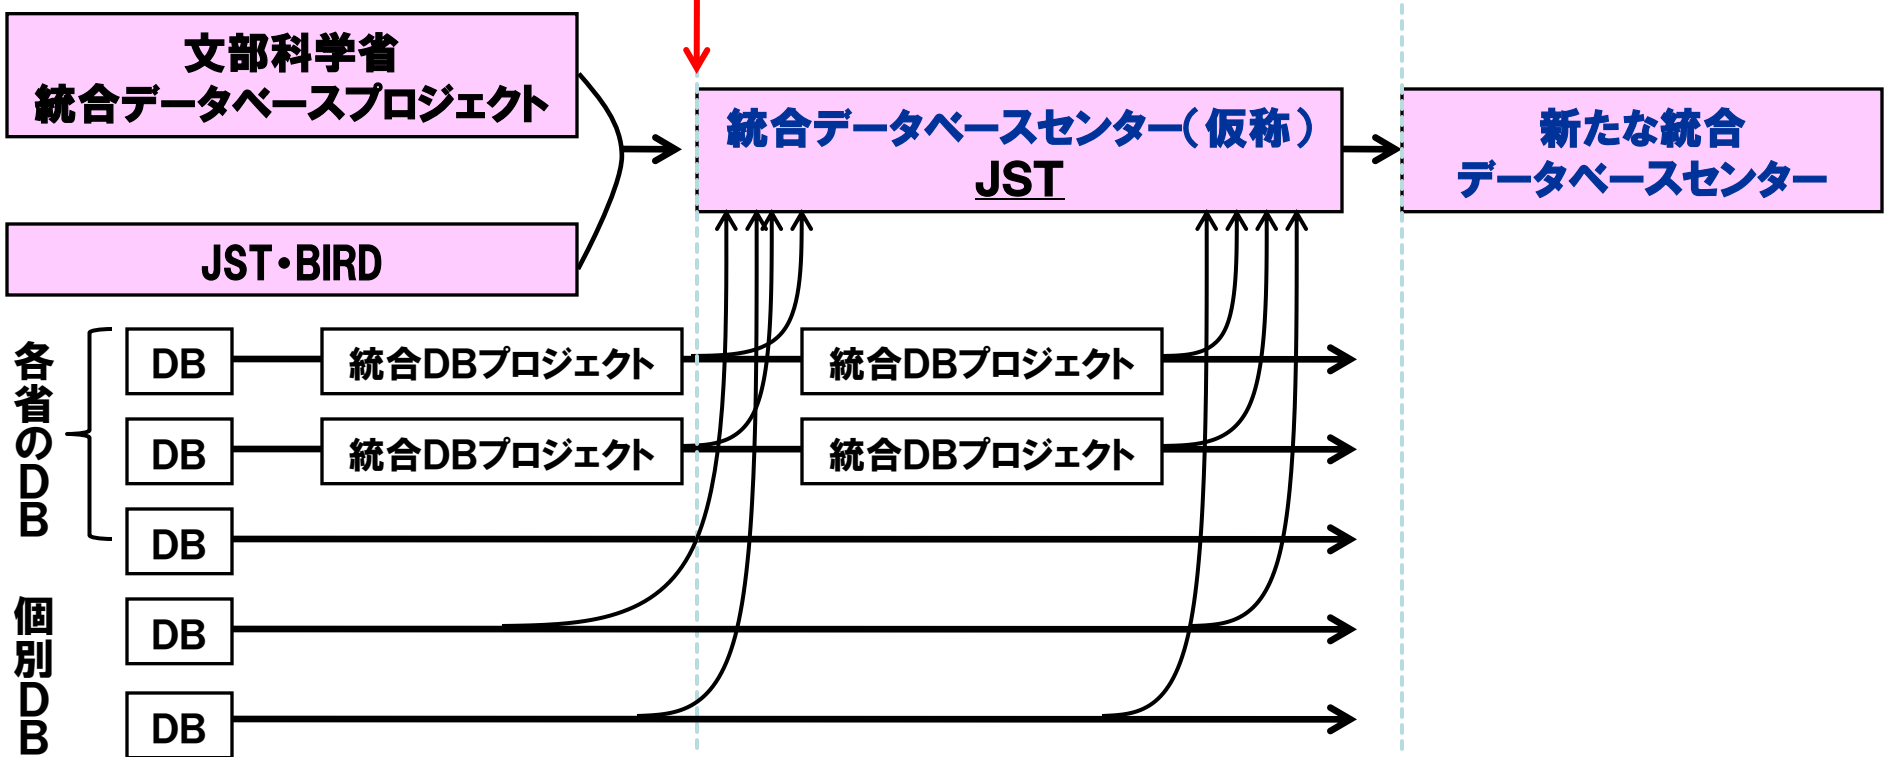 文部科学省
統合データベースプロジェクト
統合データベースセンター(仮称)
JST
新たな統合
データベースセンター
JST・BIRD
各省のDB
DB
統合DBプロジェクト
統合DBプロジェクト
DB
統合DBプロジェクト
統合DBプロジェクト
DB
個別DB
DB
DB